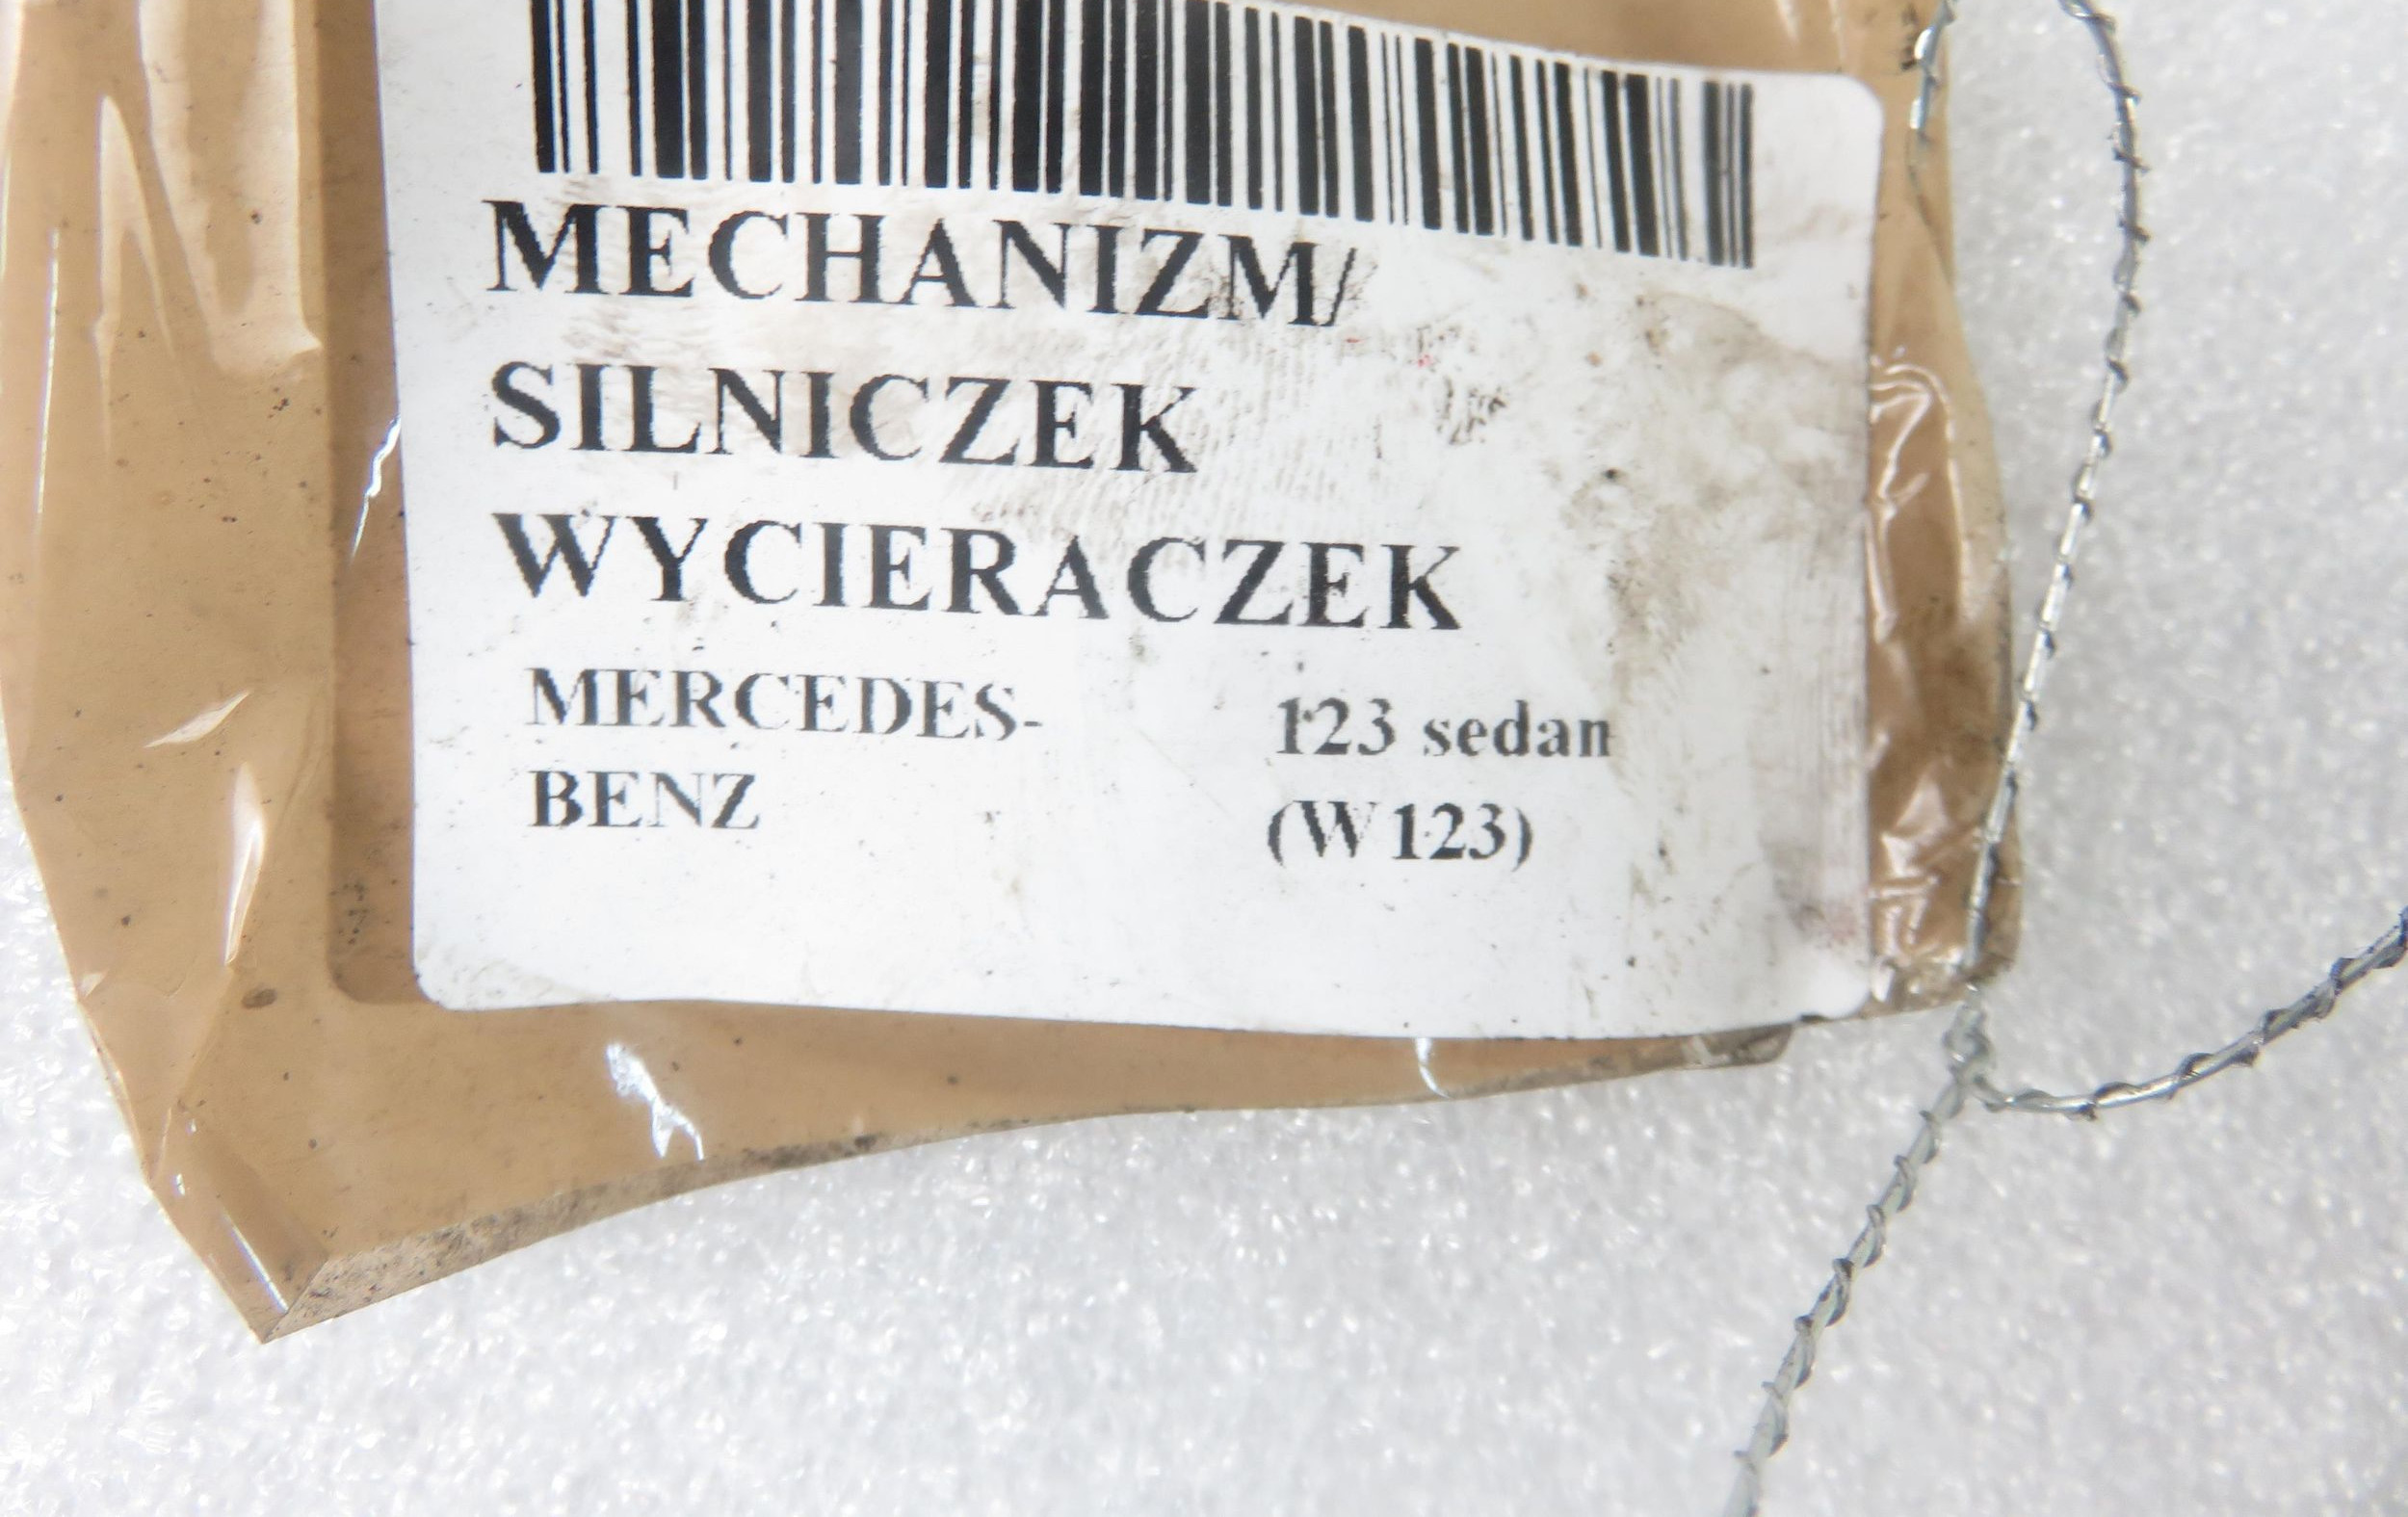 MECHANIZM/
SILNICZEK
WYCIERACZEK
MERCEDES-
BENZ
123 sedan
(W123)